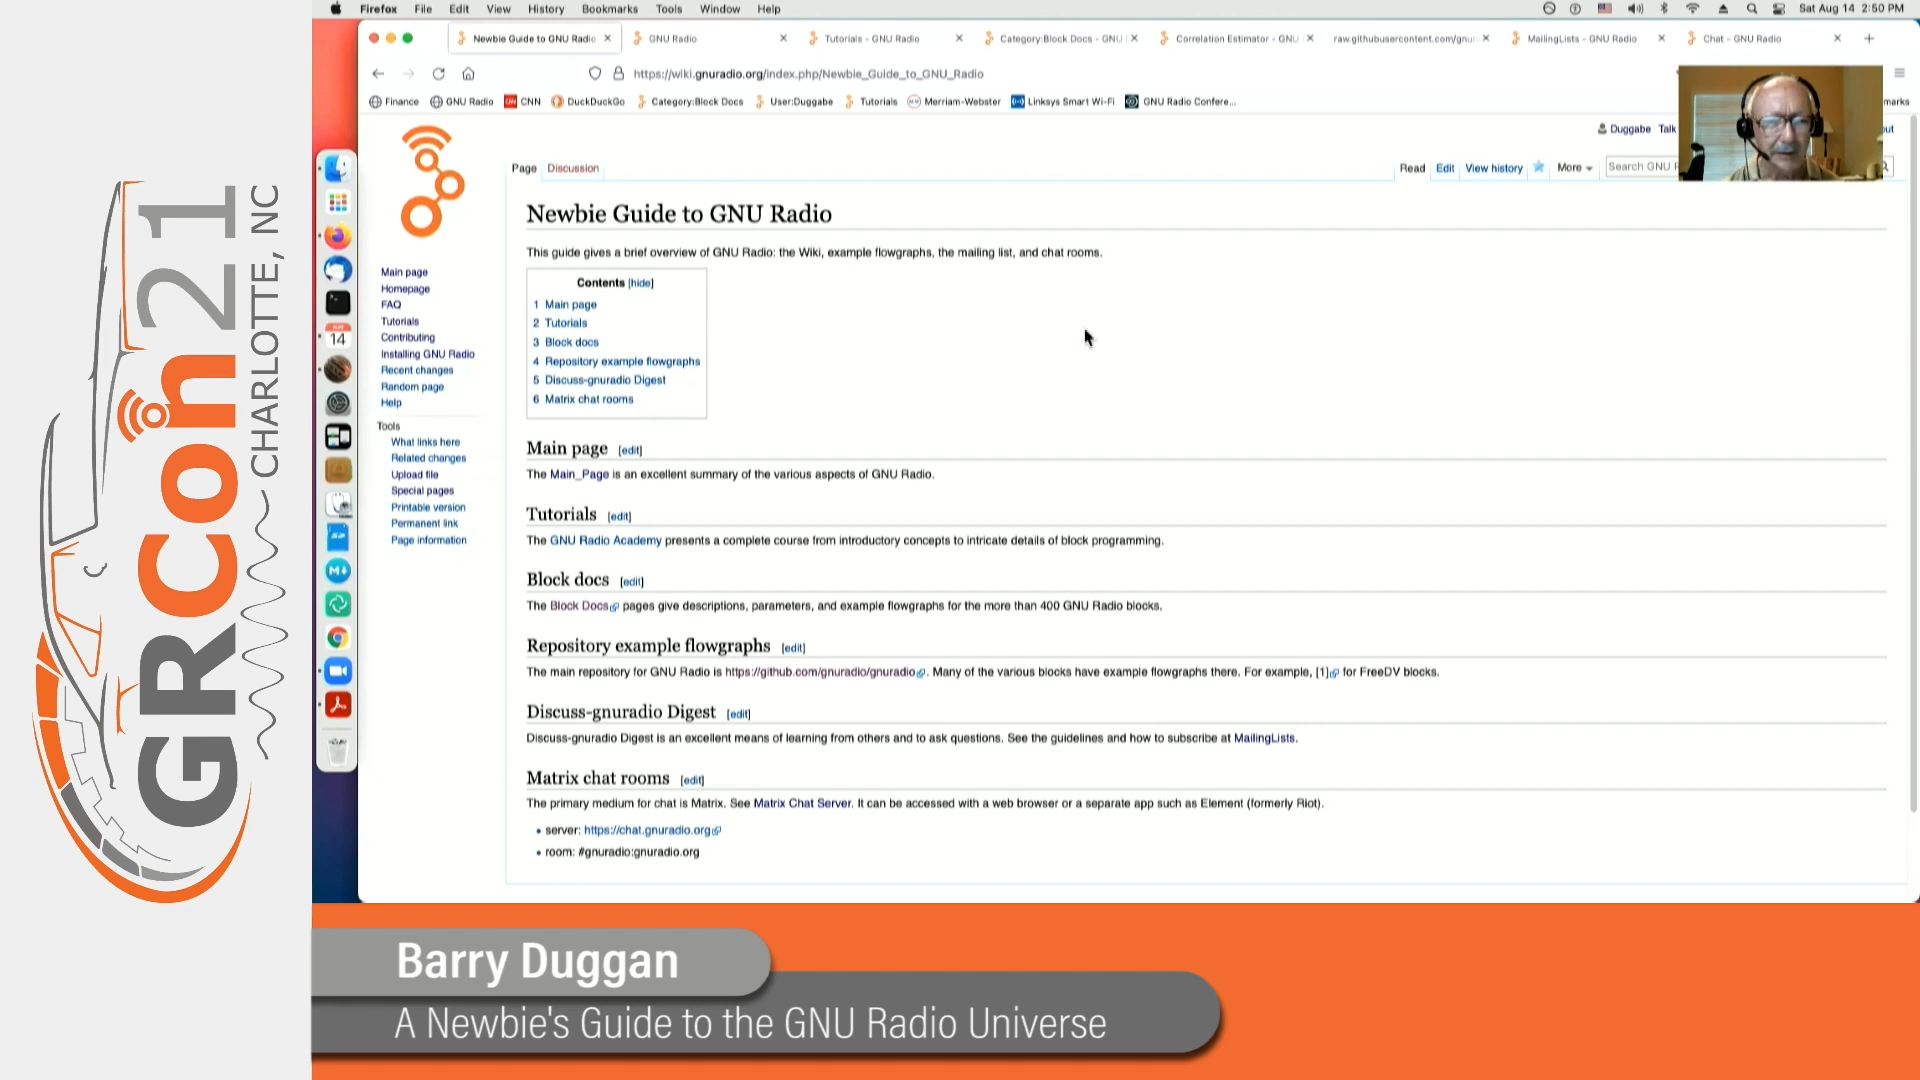 Firefox File Edit View History Bookmarks Tools Window Help
Sat Aug 14 2:50 PM
Newbie Guide to GNU Radio
GNU Radio
Tutorials - GNU Radio
Category:Block Docs - GNU
Correlation Estimator - GNU
raw.githubusercontent.com/gnur
MailingLists - GNU Radio
Chat - GNU Radio
https://wiki.gnuradio.org/index.php/Newbie_Guide_to_GNU_Radio
Finance GNU Radio CNN DuckDuckGo Category:Block Docs User:Duggabe Tutorials Merriam-Webster Linksys Smart Wi-Fi GNU Radio Confere... marks
Duggabe Talk out
Page Discussion Read Edit View history More Search GNU R
Newbie Guide to GNU Radio
This guide gives a brief overview of GNU Radio: the Wiki, example flowgraphs, the mailing list, and chat rooms.
Contents [hide]
1 Main page
2 Tutorials
3 Block docs
4 Repository example flowgraphs
5 Discuss-gnuradio Digest
6 Matrix chat rooms
Main page
Homepage
FAQ
Tutorials
Contributing
Installing GNU Radio
Recent changes
Random page
Help
Tools
What links here
Related changes
Upload file
Special pages
Printable version
Permanent link
Page information
Main page [edit]
The Main_Page is an excellent summary of the various aspects of GNU Radio.
Tutorials [edit]
The GNU Radio Academy presents a complete course from introductory concepts to intricate details of block programming.
Block docs [edit]
The Block Docs pages give descriptions, parameters, and example flowgraphs for the more than 400 GNU Radio blocks.
Repository example flowgraphs [edit]
The main repository for GNU Radio is https://github.com/gnuradio/gnuradio. Many of the various blocks have example flowgraphs there. For example, [1] for FreeDV blocks.
Discuss-gnuradio Digest [edit]
Discuss-gnuradio Digest is an excellent means of learning from others and to ask questions. See the guidelines and how to subscribe at MailingLists.
Matrix chat rooms [edit]
The primary medium for chat is Matrix. See Matrix Chat Server. It can be accessed with a web browser or a separate app such as Element (formerly Riot).
• server: https://chat.gnuradio.org
• room: #gnuradio:gnuradio.org
14
GRCon21
CHARLOTTE, NC
Barry Duggan
A Newbie's Guide to the GNU Radio Universe